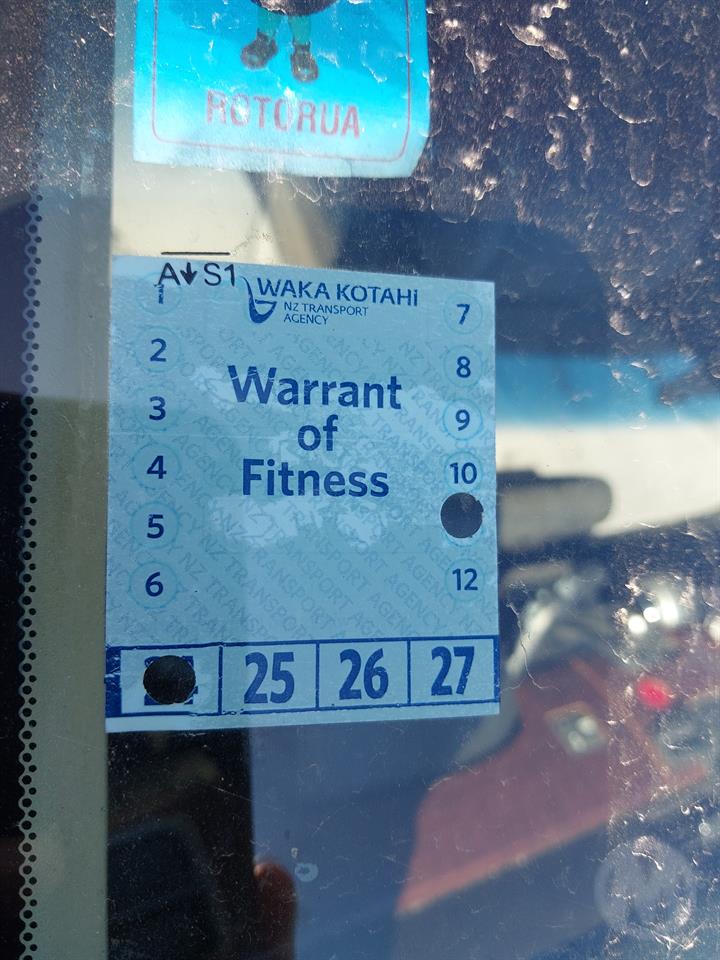 ROTORUA
A↓S1
WAKA KOTAHI
NZ TRANSPORT
AGENCY
Warrant
of
Fitness
1
2
3
4
5
6
7
8
9
10
12
25 26 27